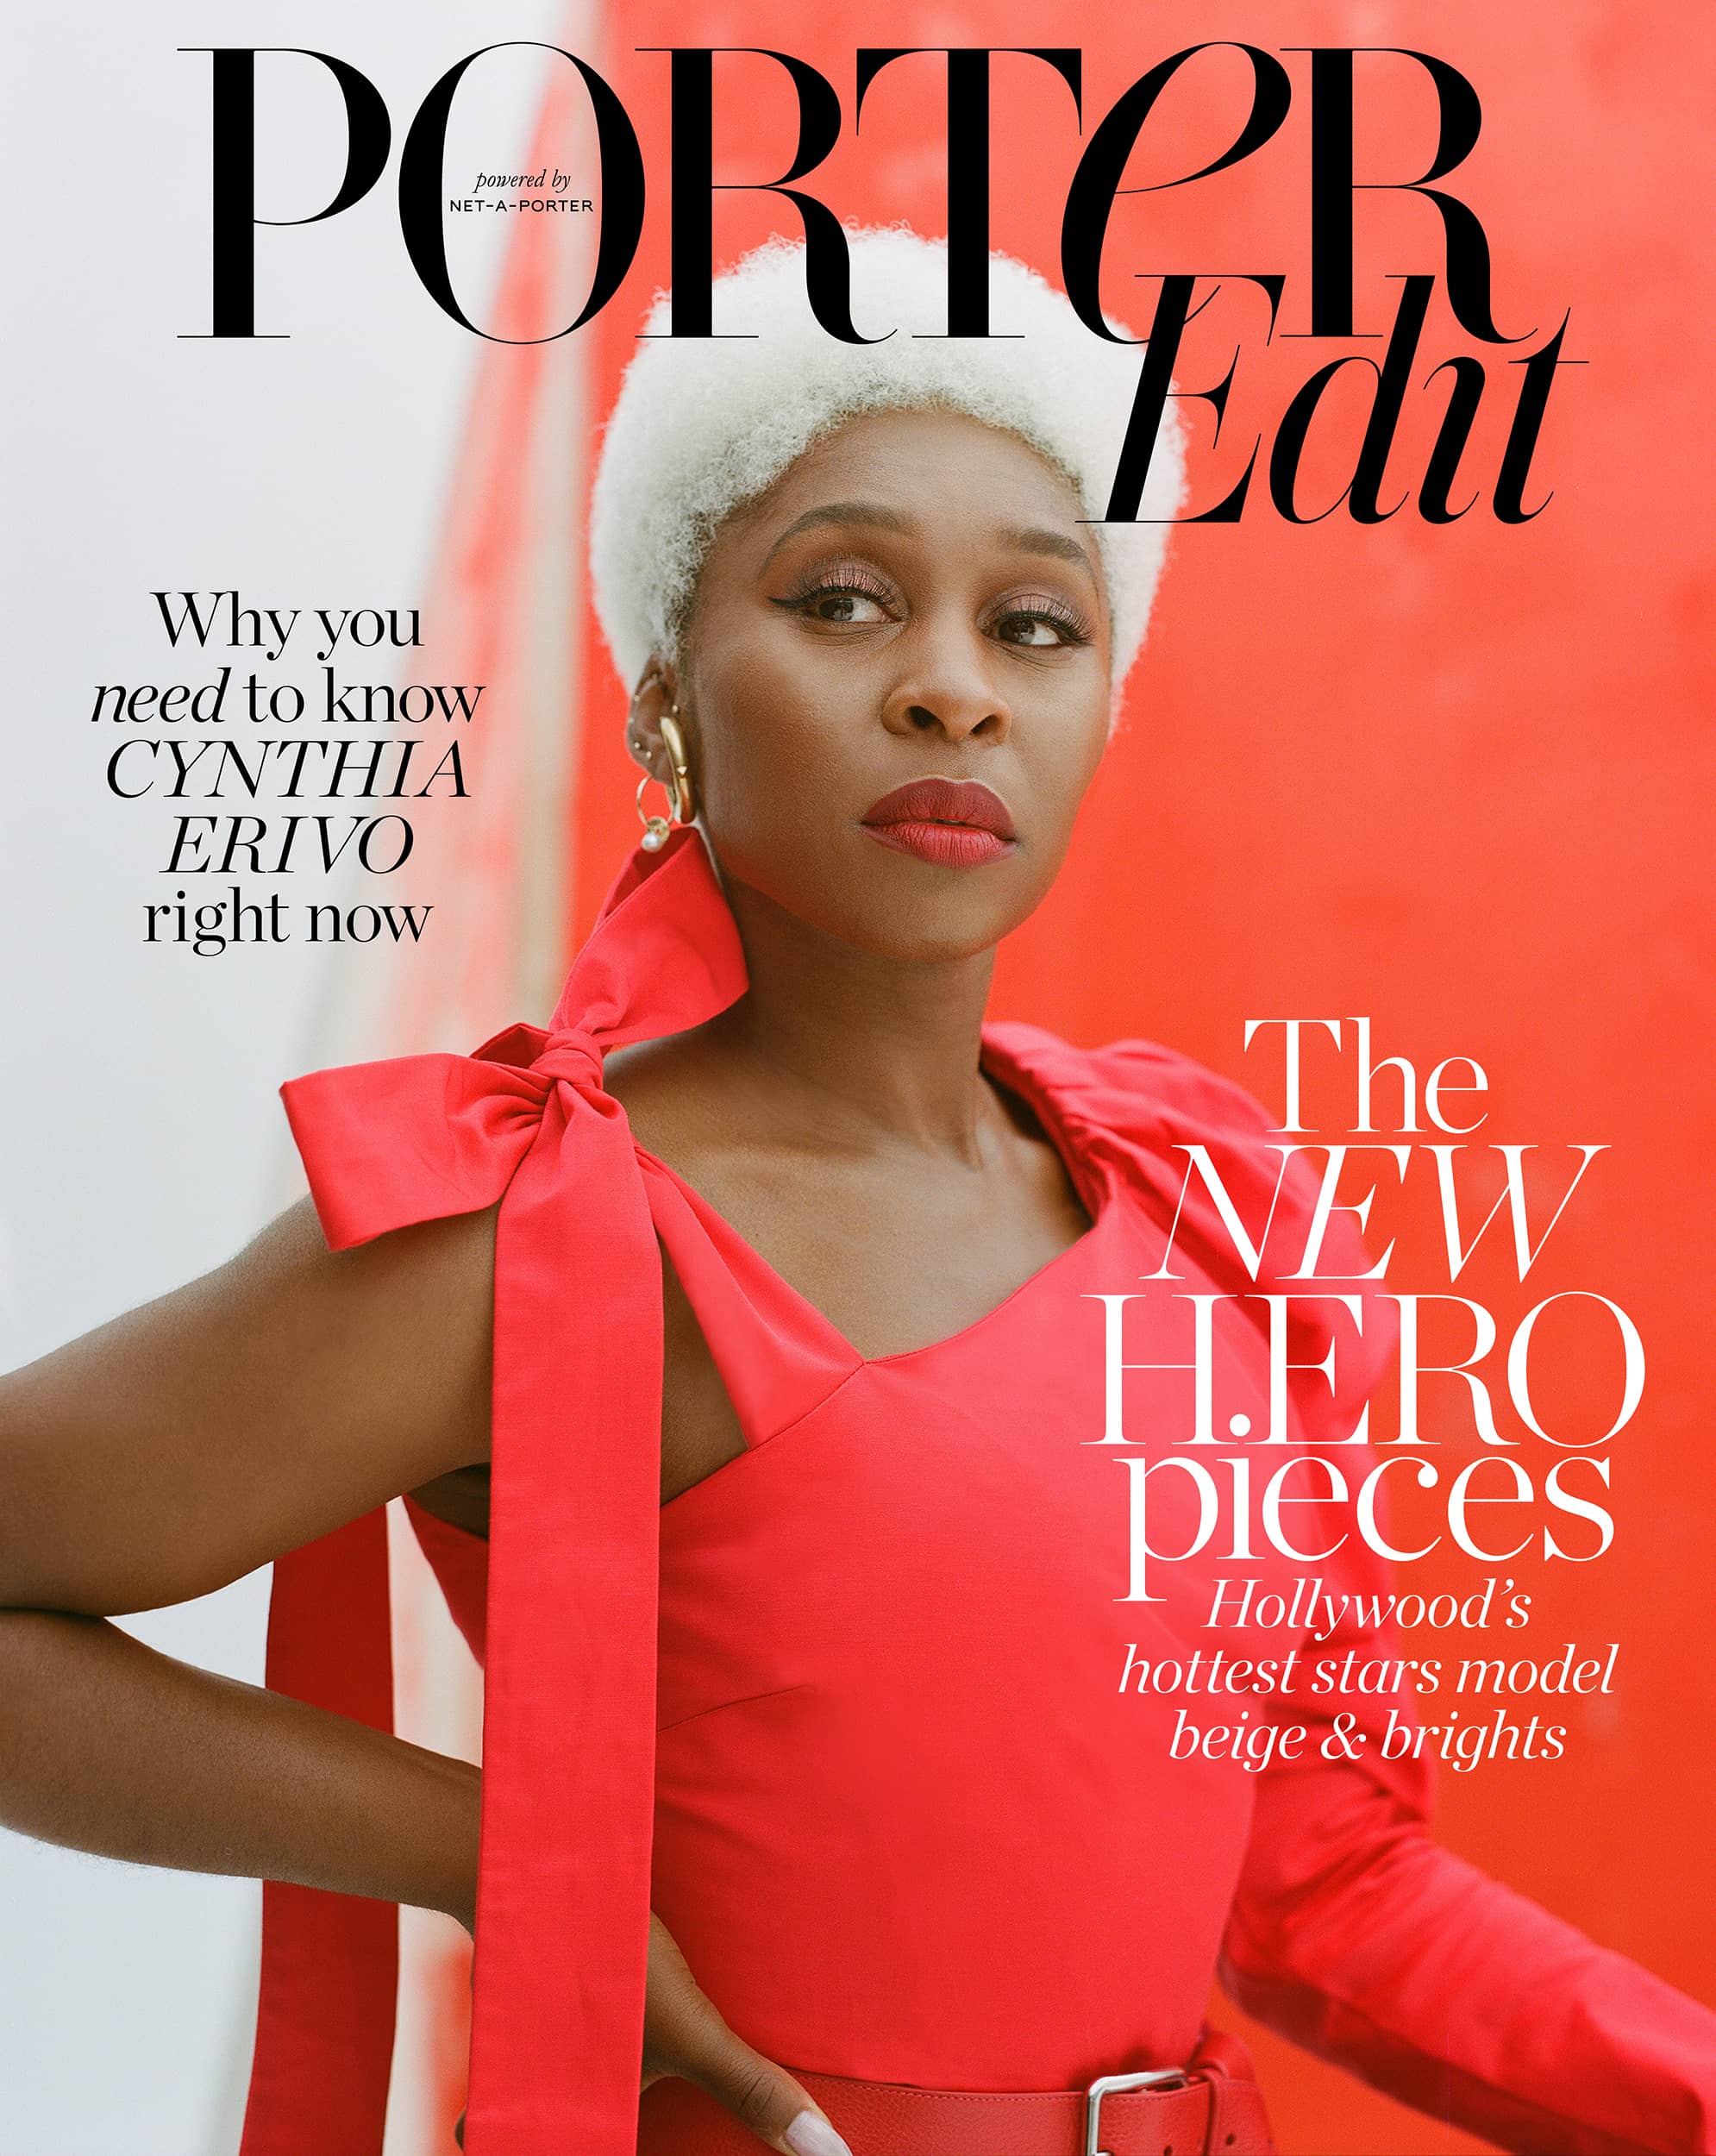 PORTeR
powered by
NET-A-PORTER
Edit
Why you
need to know
CYNTHIA
ERIVO
right now
The
NEW
HERO
pieces
Hollywood's
hottest stars model
beige & brights